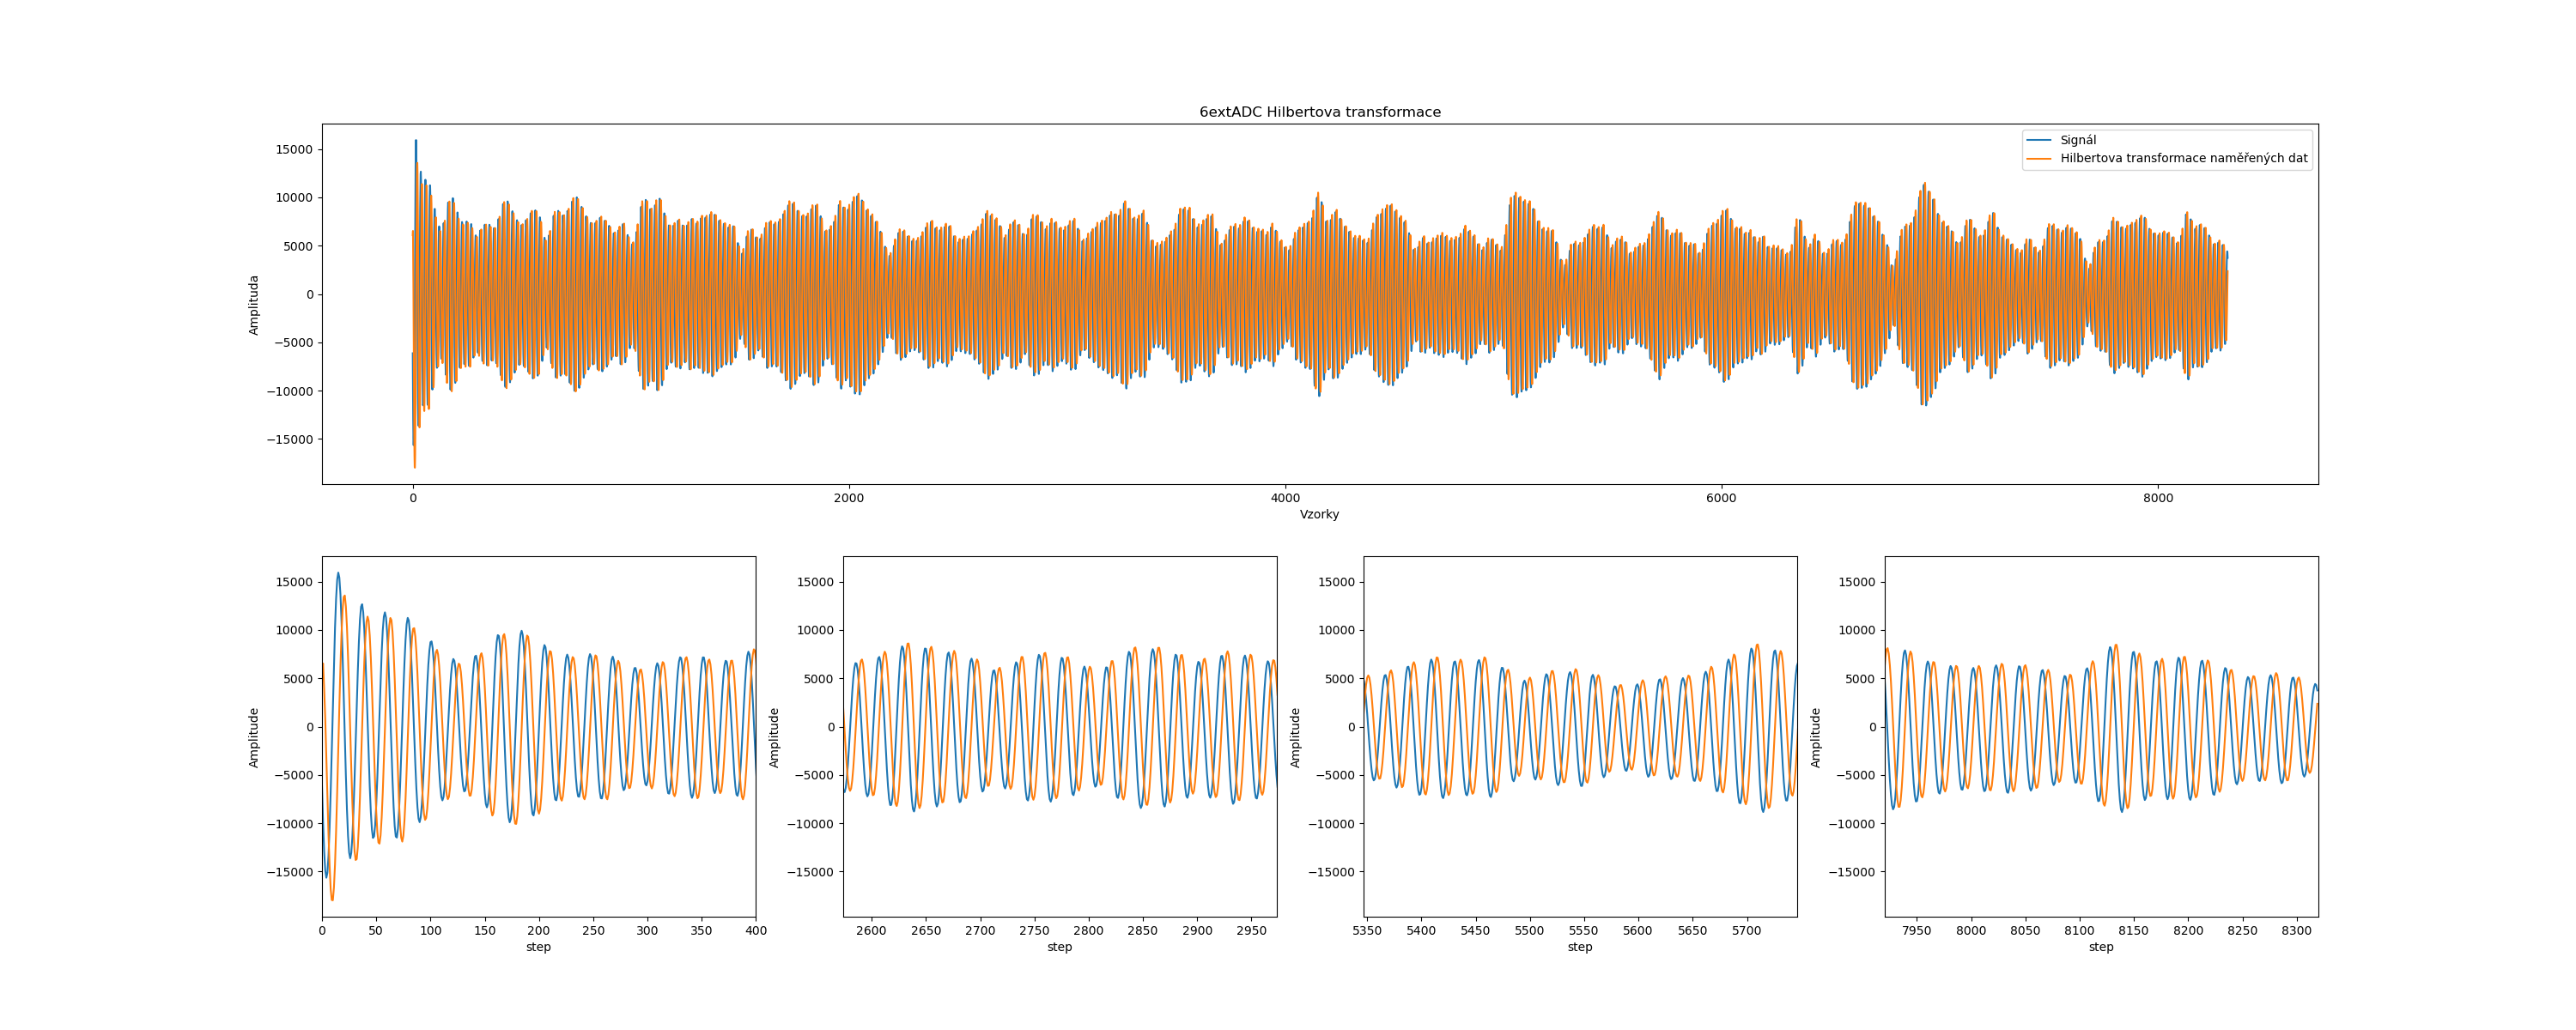 6extADC Hilbertova transformace
15000
10000
5000
0
−5000
−10000
−15000
Amplituda
Signál
Hilbertova transformace naměřených dat
0 2000 4000 6000 8000
Vzorky
15000
10000
5000
0
−5000
−10000
−15000
Amplitude
0 50 100 150 200 250 300 350 400
step
15000
10000
5000
0
−5000
−10000
−15000
Amplitude
2600 2650 2700 2750 2800 2850 2900 2950
step
15000
10000
5000
0
−5000
−10000
−15000
Amplitude
5350 5400 5450 5500 5550 5600 5650 5700
step
15000
10000
5000
0
−5000
−10000
−15000
Amplitude
7950 8000 8050 8100 8150 8200 8250 8300
step